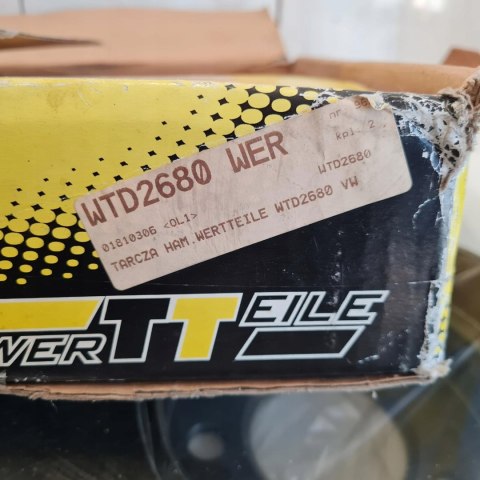 WTD2680 WER
kpl. 2
01810306 <OL1>
WTD2680
TARCZA HAM.WERTTEILE WTD2680 VW
WERTTEILE